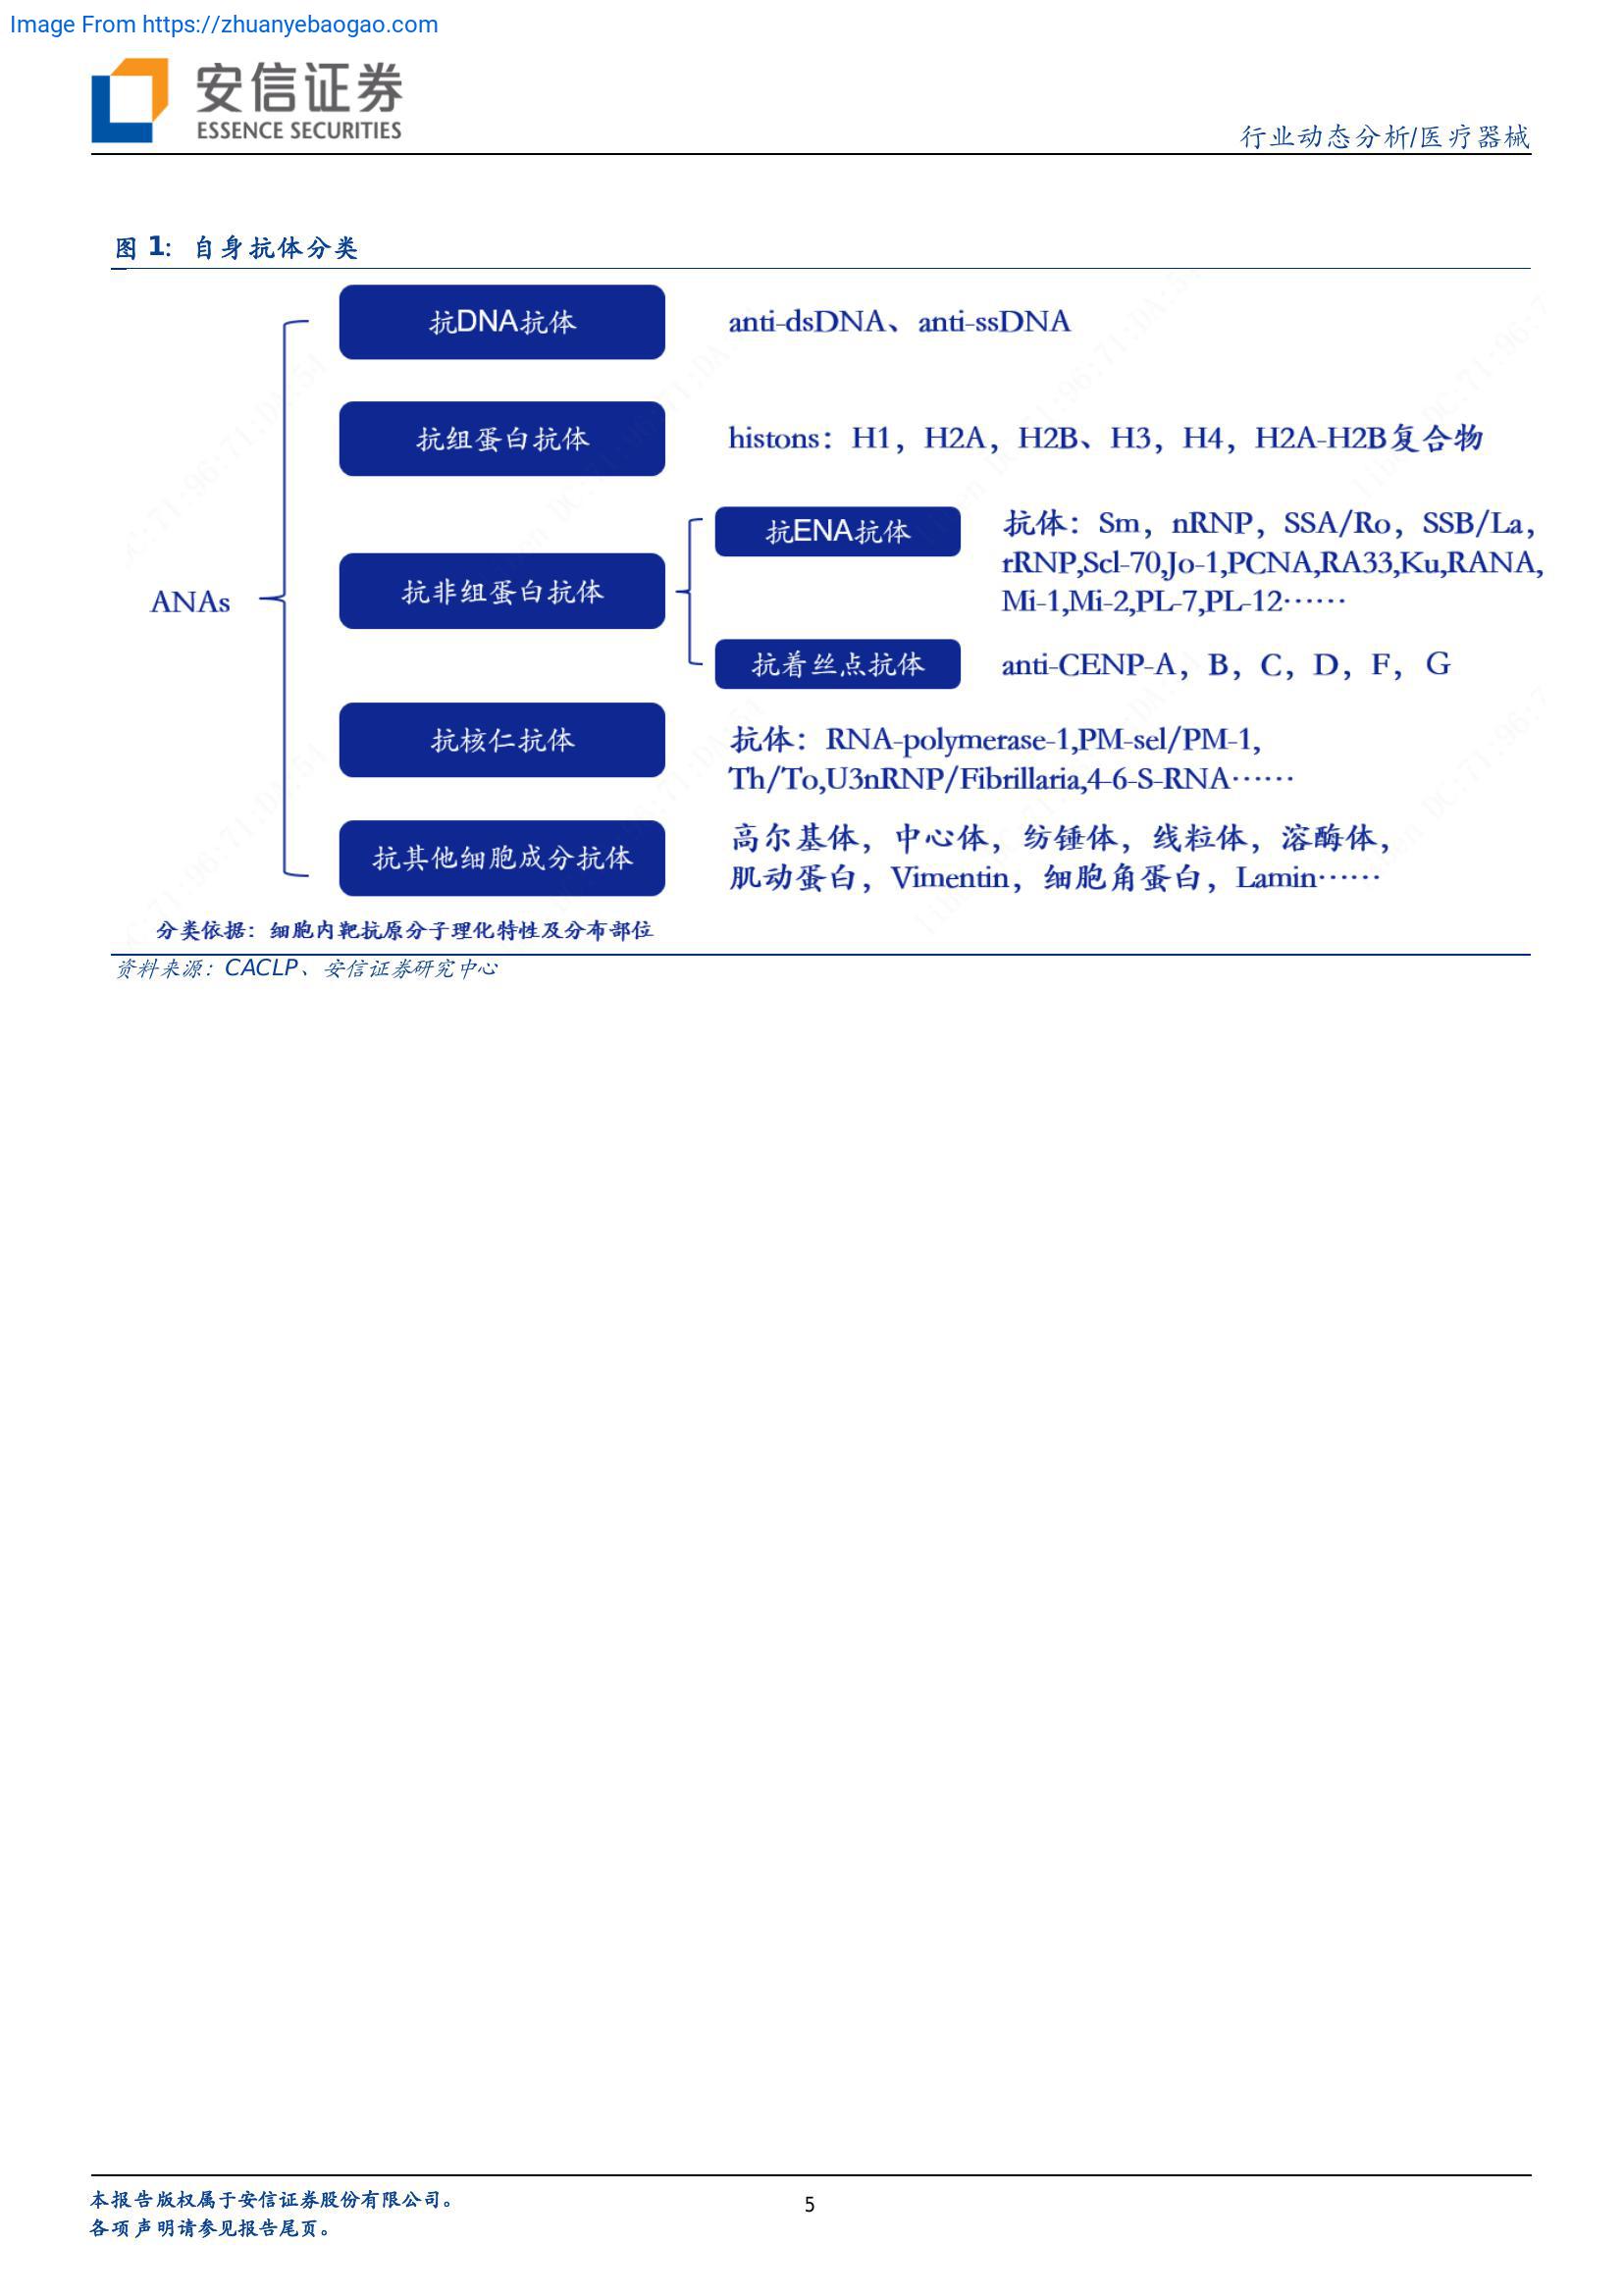 Image From https://zhuanyebaogao.com
安信证券
ESSENCE SECURITIES
行业动态分析/医疗器械
图 1: 自身抗体分类
抗DNA抗体
anti-dsDNA、anti-ssDNA
抗组蛋白抗体
histons：H1，H2A，H2B、H3，H4，H2A-H2B复合物
ANAs
抗非组蛋白抗体
抗ENA抗体
抗体：Sm，nRNP，SSA/Ro，SSB/La，
rRNP,Scl-70,Jo-1,PCNA,RA33,Ku,RANA,
Mi-1,Mi-2,PL-7,PL-12……
抗着丝点抗体
anti-CENP-A，B，C，D，F，G
抗核仁抗体
抗体：RNA-polymerase-1,PM-sel/PM-1,
Th/To,U3nRNP/Fibrillaria,4-6-S-RNA……
抗其他细胞成分抗体
高尔基体，中心体，纺锤体，线粒体，溶酶体，
肌动蛋白，Vimentin，细胞角蛋白，Lamin……
分类依据：细胞内靶抗原分子理化特性及分布部位
资料来源：CACLP、安信证券研究中心
本报告版权属于安信证券股份有限公司。
各项声明请参见报告尾页。
5